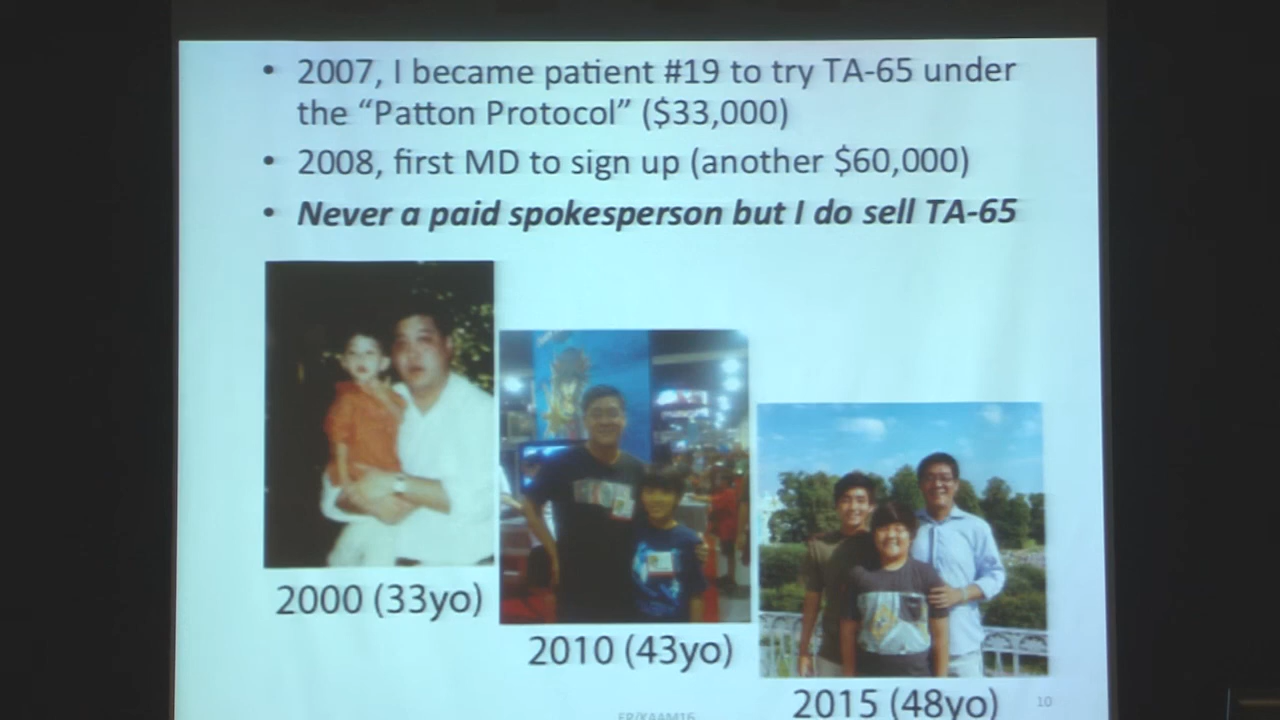 • 2007, I became patient #19 to try TA-65 under
the “Patton Protocol” ($33,000)
• 2008, first MD to sign up (another $60,000)
• Never a paid spokesperson but I do sell TA-65
2000 (33yo)
2010 (43yo)
2015 (48yo)
10